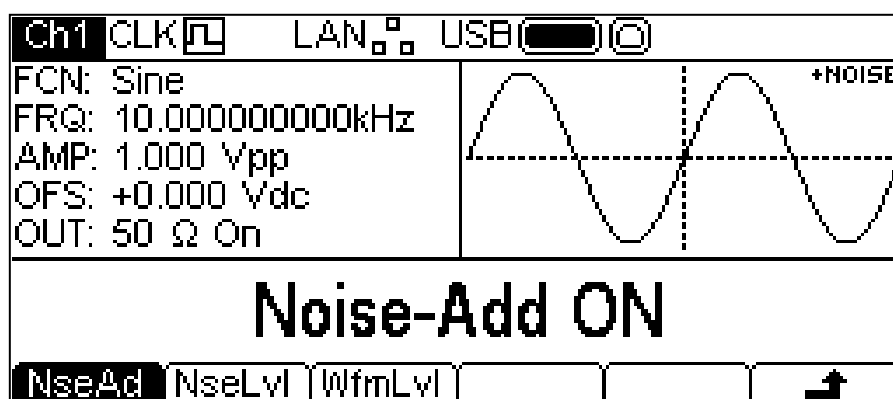 Ch1 CLK LAN USB
FCN: Sine
FRQ: 10.000000000kHz
AMP: 1.000 Vpp
OFS: +0.000 Vdc
OUT: 50 Ω On
+NOISE
Noise-Add ON
NseAd NseLvl WfmLvl